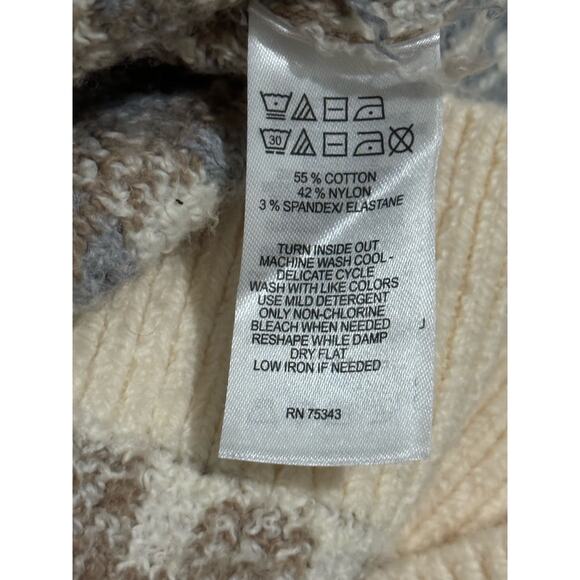 30
55 % COTTON
42 % NYLON
3 % SPANDEX/ ELASTANE
TURN INSIDE OUT
MACHINE WASH COOL -
DELICATE CYCLE
WASH WITH LIKE COLORS
USE MILD DETERGENT
ONLY NON-CHLORINE
BLEACH WHEN NEEDED
RESHAPE WHILE DAMP
DRY FLAT
LOW IRON IF NEEDED
RN 75343